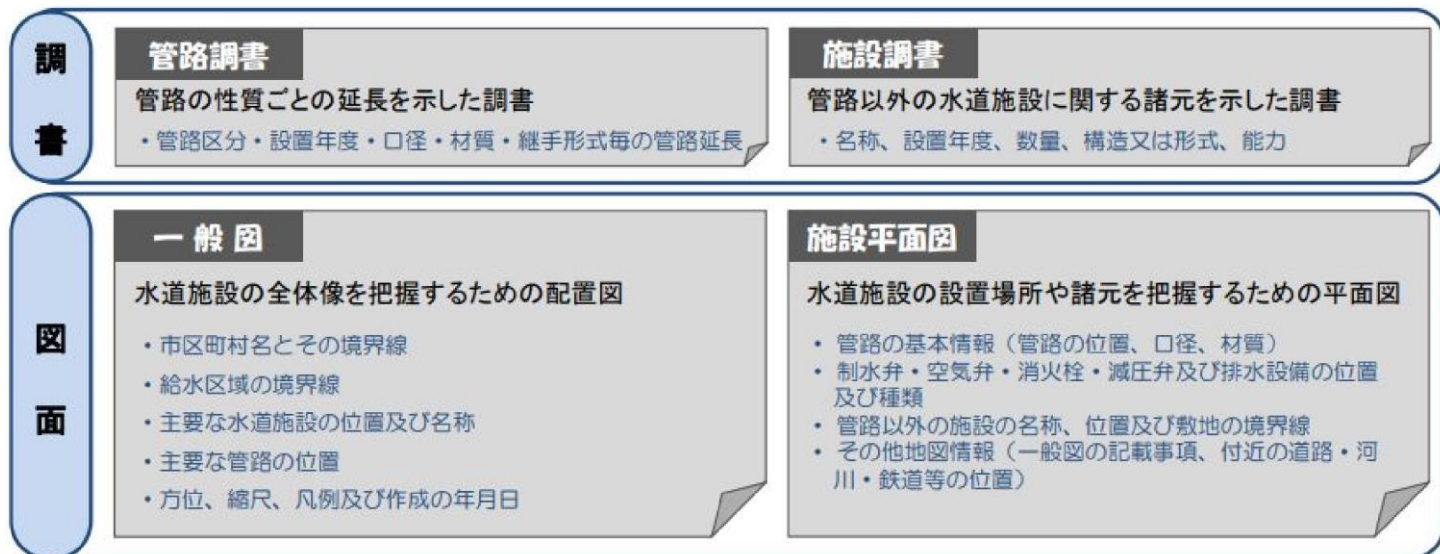 調書
管路調書
管路の性質ごとの延長を示した調書
・管路区分・設置年度・口径・材質・継手形式毎の管路延長
施設調書
管路以外の水道施設に関する諸元を示した調書
・名称、設置年度、数量、構造又は形式、能力
図面
一般図
水道施設の全体像を把握するための配置図
・市区町村名とその境界線
・給水区域の境界線
・主要な水道施設の位置及び名称
・主要な管路の位置
・方位、縮尺、凡例及び作成の年月日
施設平面図
水道施設の設置場所や諸元を把握するための平面図
・管路の基本情報（管路の位置、口径、材質）
・制水弁・空気弁・消火栓・減圧弁及び排水設備の位置
及び種類
・管路以外の施設の名称、位置及び敷地の境界線
・その他地図情報（一般図の記載事項、付近の道路・河
川・鉄道等の位置）